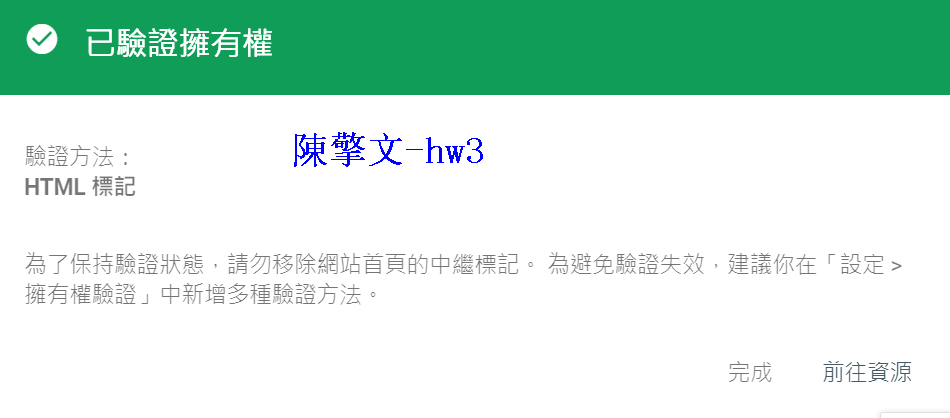 已驗證擁有權
驗證方法：
陳擎文-hw3
HTML 標記
為了保持驗證狀態，請勿移除網站首頁的中繼標記。 為避免驗證失效，建議你在「設定 >
擁有權驗證」中新增多種驗證方法。
完成 前往資源